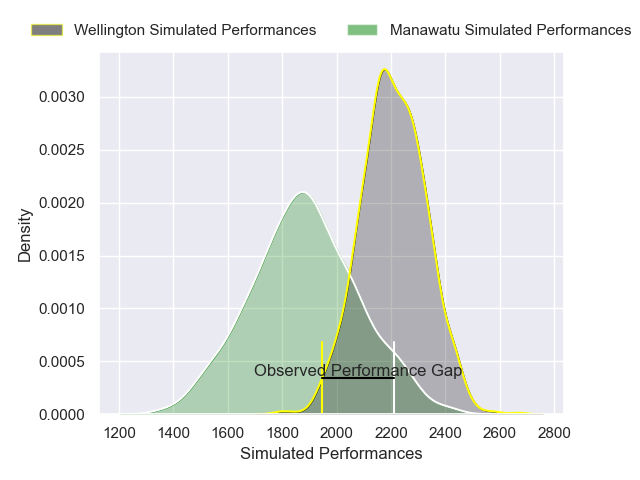 Wellington Simulated Performances
Manawatu Simulated Performances
0.0030
0.0025
0.0020
0.0015
0.0010
0.0005
0.0000
Density
Observed Performance Gap
1200 1400 1600 1800 2000 2200 2400 2600 2800
Simulated Performances